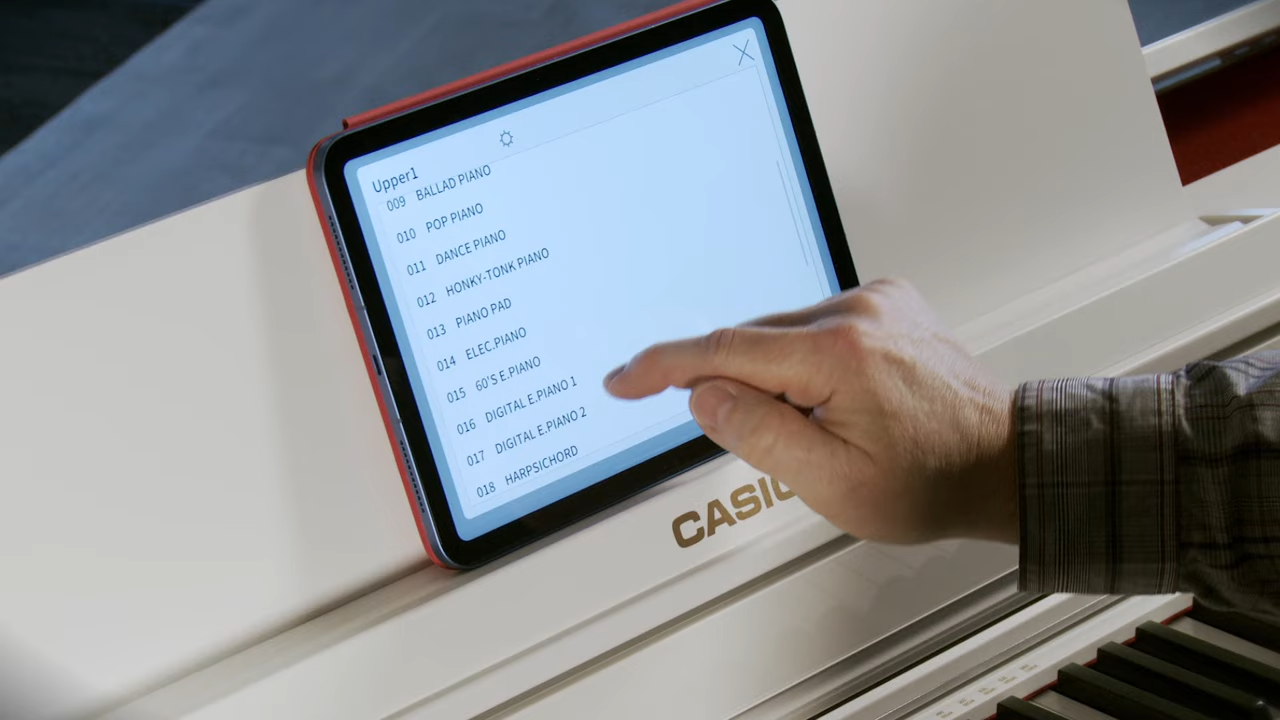 Upper1
009 BALLAD PIANO
010 POP PIANO
011 DANCE PIANO
012 HONKY-TONK PIANO
013 PIANO PAD
014 ELEC.PIANO
015 60'S E.PIANO
016 DIGITAL E.PIANO 1
017 DIGITAL E.PIANO 2
018 HARPSICHORD
CASIO